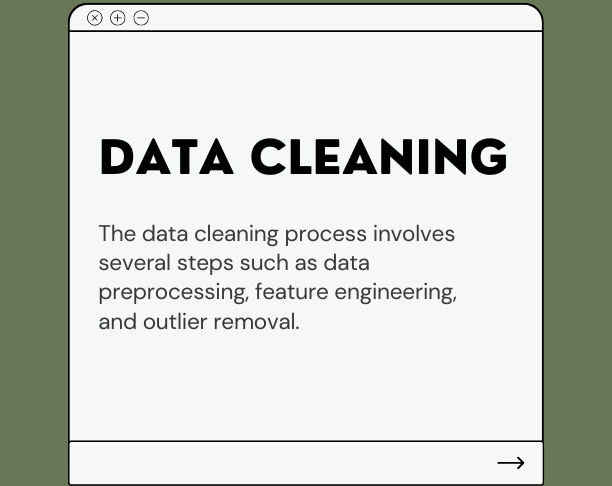 DATA CLEANING
The data cleaning process involves
several steps such as data
preprocessing, feature engineering,
and outlier removal.